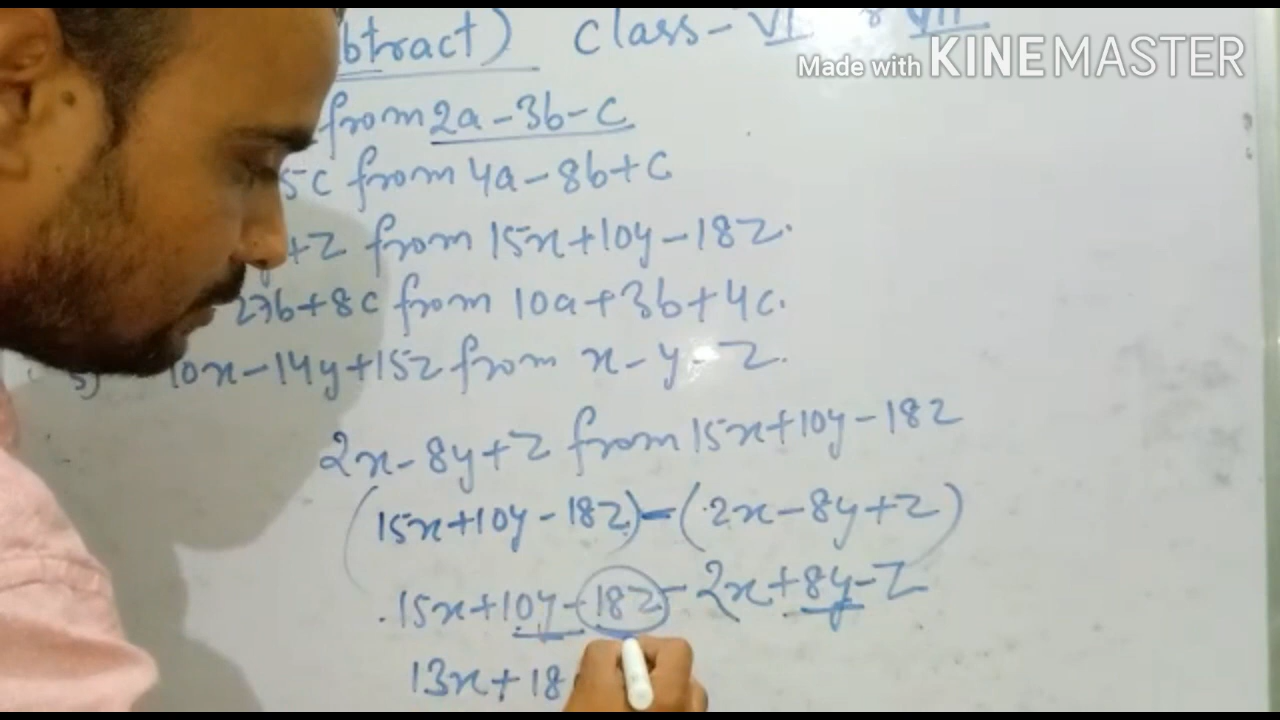 btract) Class-VI & VII
Made with KINEMASTER
from 2a-3b-c
5c from 4a-8b+c
+z from 15x+10y-18z.
27b+8c from 10a+3b+4c.
5) 10x-14y+15z from x-y-z.
2x-8y+z from 15x+10y-18z
(15x+10y-18z)-(2x-8y+z)
15x+10y-18z-2x+8y-z
13x+18